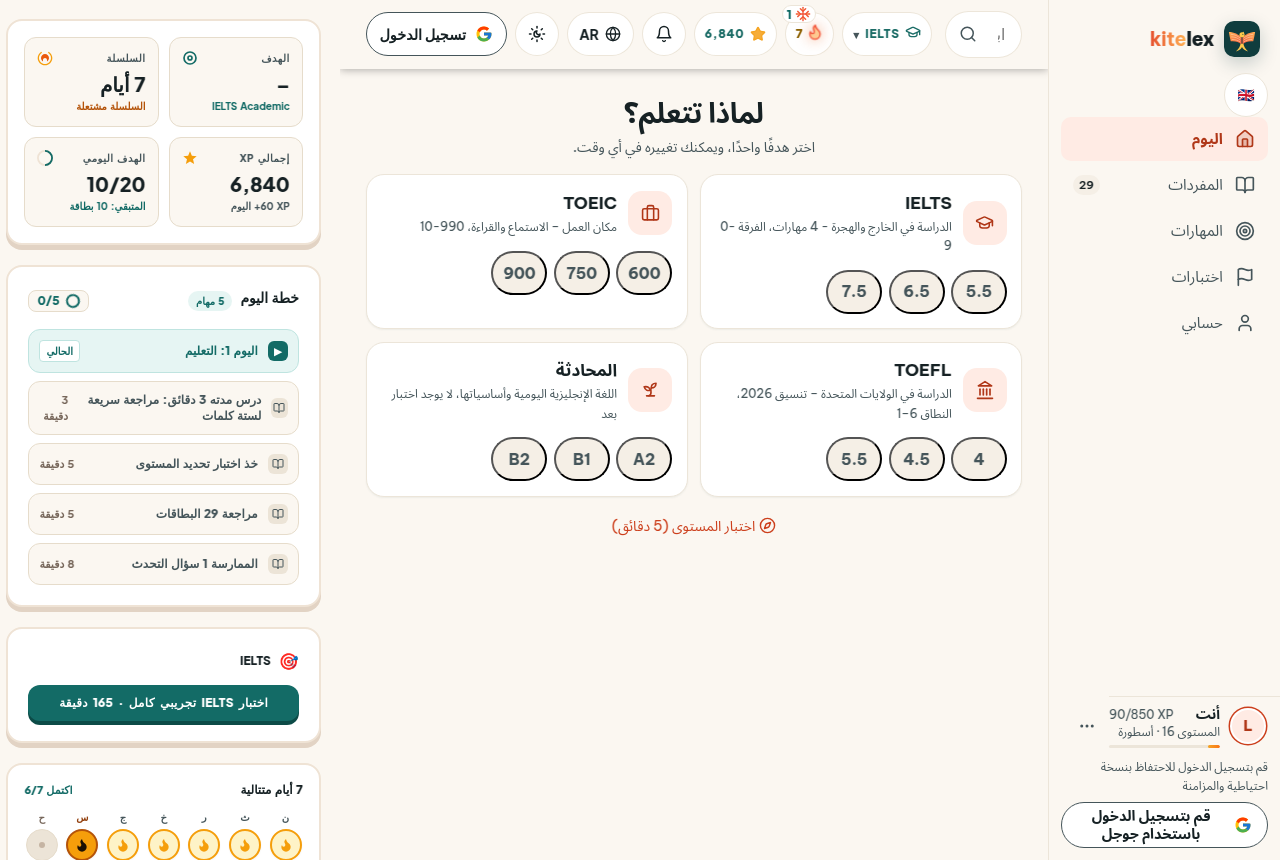 kitelex
🇬🇧
اليوم
المفردات
29
المهارات
اختبارات
حسابي
L
أنت
90/850 XP
المستوى 16 · أسطورة
قم بتسجيل الدخول للاحتفاظ بنسخة
احتياطية والمزامنة
قم بتسجيل الدخول
باستخدام جوجل
IELTS ▾
7
1
6,840
AR
تسجيل الدخول
لماذا تتعلم؟
اختر هدفًا واحدًا، ويمكنك تغييره في أي وقت.
IELTS
الدراسة في الخارج والهجرة – 4 مهارات، الفرقة 0-
9
5.5
6.5
7.5
TOEIC
مكان العمل – الاستماع والقراءة، 990-10
600
750
900
TOEFL
الدراسة في الولايات المتحدة – تنسيق 2026،
النطاق 6-1
4
4.5
5.5
المحادثة
اللغة الإنجليزية اليومية وأساسياتها، لا يوجد اختبار
بعد
A2
B1
B2
اختبار المستوى (5 دقائق)
الهدف
–
IELTS Academic
السلسلة
7 أيام
السلسلة مشتعلة
إجمالي XP
6,840
+60 XP اليوم
الهدف اليومي
10/20
المتبقي: 10 بطاقة
خطة اليوم
5 مهام
0/5
اليوم 1: التعليم
الحالي
درس مدته 3 دقائق: مراجعة سريعة
لستة كلمات
3
دقيقة
خذ اختبار تحديد المستوى
5 دقيقة
مراجعة 29 البطاقات
5 دقيقة
الممارسة 1 سؤال التحدث
8 دقيقة
IELTS
اختبار IELTS تجريبي كامل · 165 دقيقة
7 أيام متتالية
اكتمل 6/7
ن
ث
ر
خ
ج
س
ح